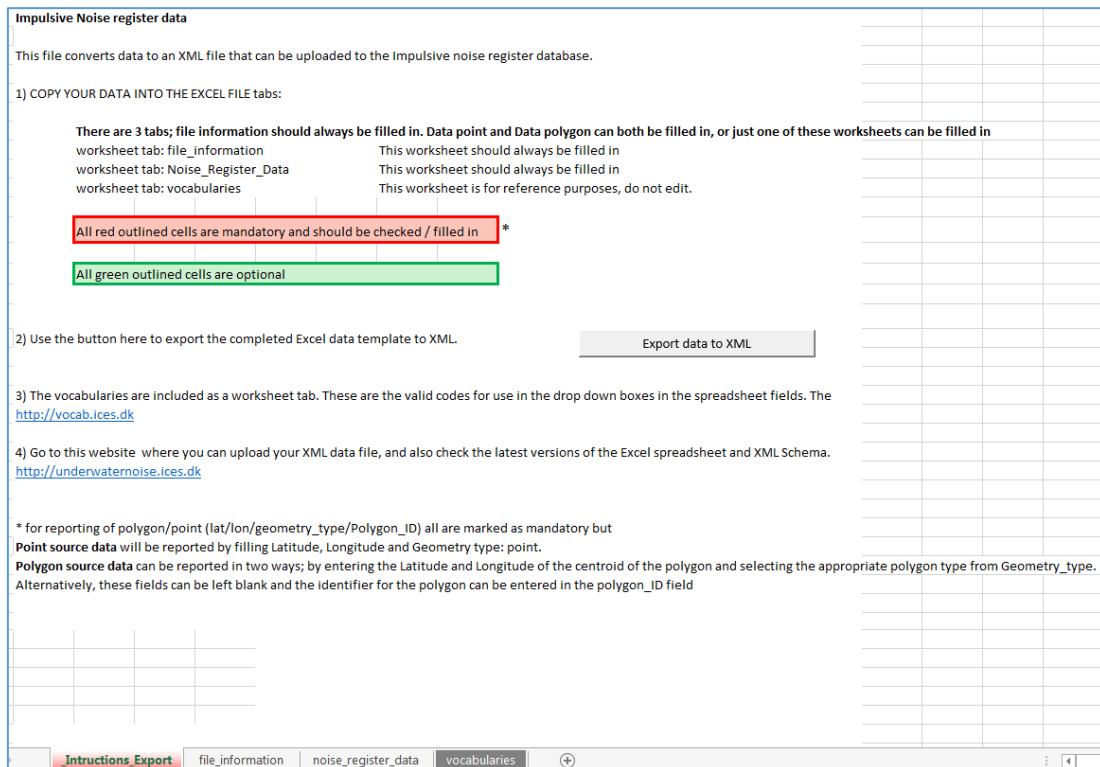 Impulsive Noise register data
This file converts data to an XML file that can be uploaded to the Impulsive noise register database.
1) COPY YOUR DATA INTO THE EXCEL FILE tabs:
There are 3 tabs; file information should always be filled in. Data point and Data polygon can both be filled in, or just one of these worksheets can be filled in
worksheet tab: file_information This worksheet should always be filled in
worksheet tab: Noise_Register_Data This worksheet should always be filled in
worksheet tab: vocabularies This worksheet is for reference purposes, do not edit.
All red outlined cells are mandatory and should be checked / filled in *
All green outlined cells are optional
2) Use the button here to export the completed Excel data template to XML. Export data to XML
3) The vocabularies are included as a worksheet tab. These are the valid codes for use in the drop down boxes in the spreadsheet fields. The
http://vocab.ices.dk
4) Go to this website where you can upload your XML data file, and also check the latest versions of the Excel spreadsheet and XML Schema.
http://underwaternoise.ices.dk
* for reporting of polygon/point (lat/lon/geometry_type/Polygon_ID) all are marked as mandatory but
Point source data will be reported by filling Latitude, Longitude and Geometry type: point.
Polygon source data can be reported in two ways; by entering the Latitude and Longitude of the centroid of the polygon and selecting the appropriate polygon type from Geometry_type.
Alternatively, these fields can be left blank and the identifier for the polygon can be entered in the polygon_ID field
_Intructions_Export file_information noise_register_data vocabularies